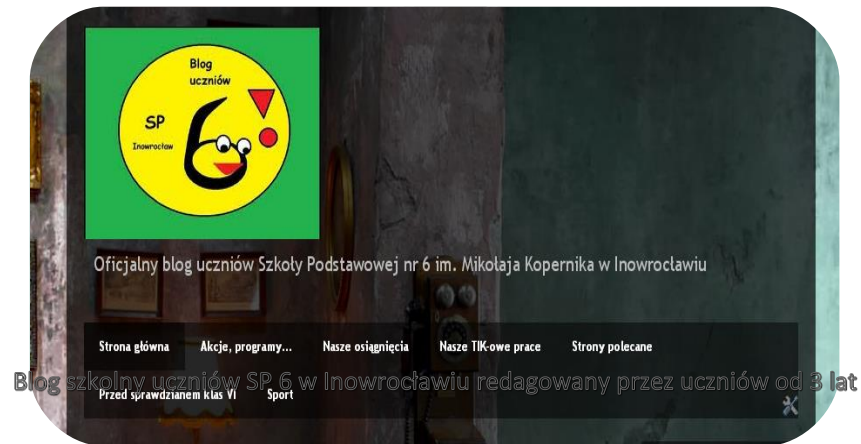 Blog
uczniów
SP
6
Inowrocław
Oficjalny blog uczniów Szkoły Podstawowej nr 6 im. Mikołaja Kopernika w Inowrocławiu
Strona główna Akcje, programy... Nasze osiągnięcia Nasze TIK-owe prace Strony polecane
Blog szkolny uczniów SP 6 w Inowrocławiu redagowany przez uczniów od 3 lat
Przed sprawdzianem klas VI Sport